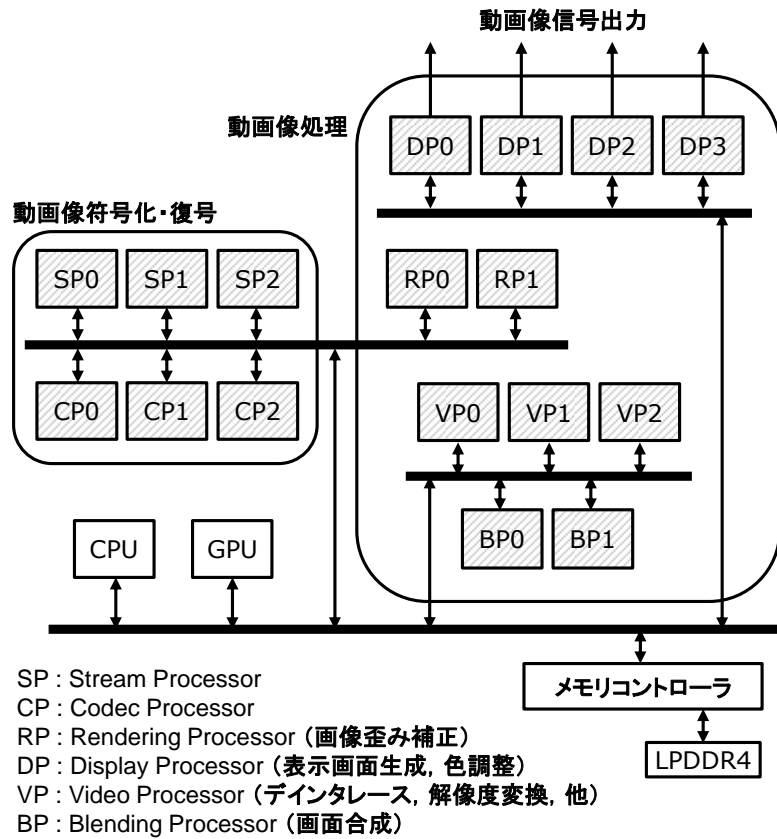 動画像信号出力
動画像処理
DP0 DP1 DP2 DP3
動画像符号化・復号
SP0 SP1 SP2
RP0 RP1
CP0 CP1 CP2
VP0 VP1 VP2
BP0 BP1
CPU GPU
メモリコントローラ
LPDDR4
SP : Stream Processor
CP : Codec Processor
RP : Rendering Processor (画像歪み補正)
DP : Display Processor (表示画面生成, 色調整)
VP : Video Processor (デインタレース, 解像度変換, 他)
BP : Blending Processor (画面合成)